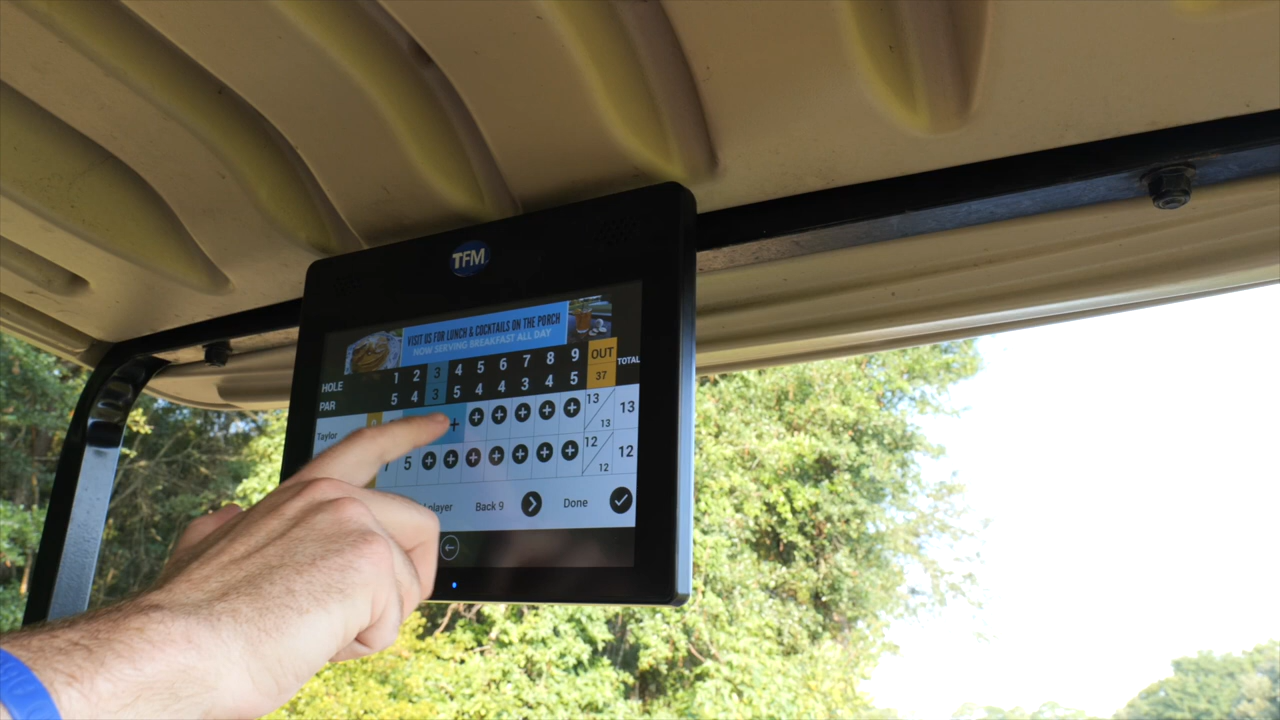 TFM
VISIT US FOR LUNCH & COCKTAILS ON THE PORCH
NOW SERVING BREAKFAST ALL DAY
HOLE 1 2 3 4 5 6 7 8 9 OUT TOTAL
PAR 5 4 3 5 4 4 3 4 5 37
Taylor + + + + + + 13 13 13
7 5 + + + + + + + 12 12 12
player Back 9 Done